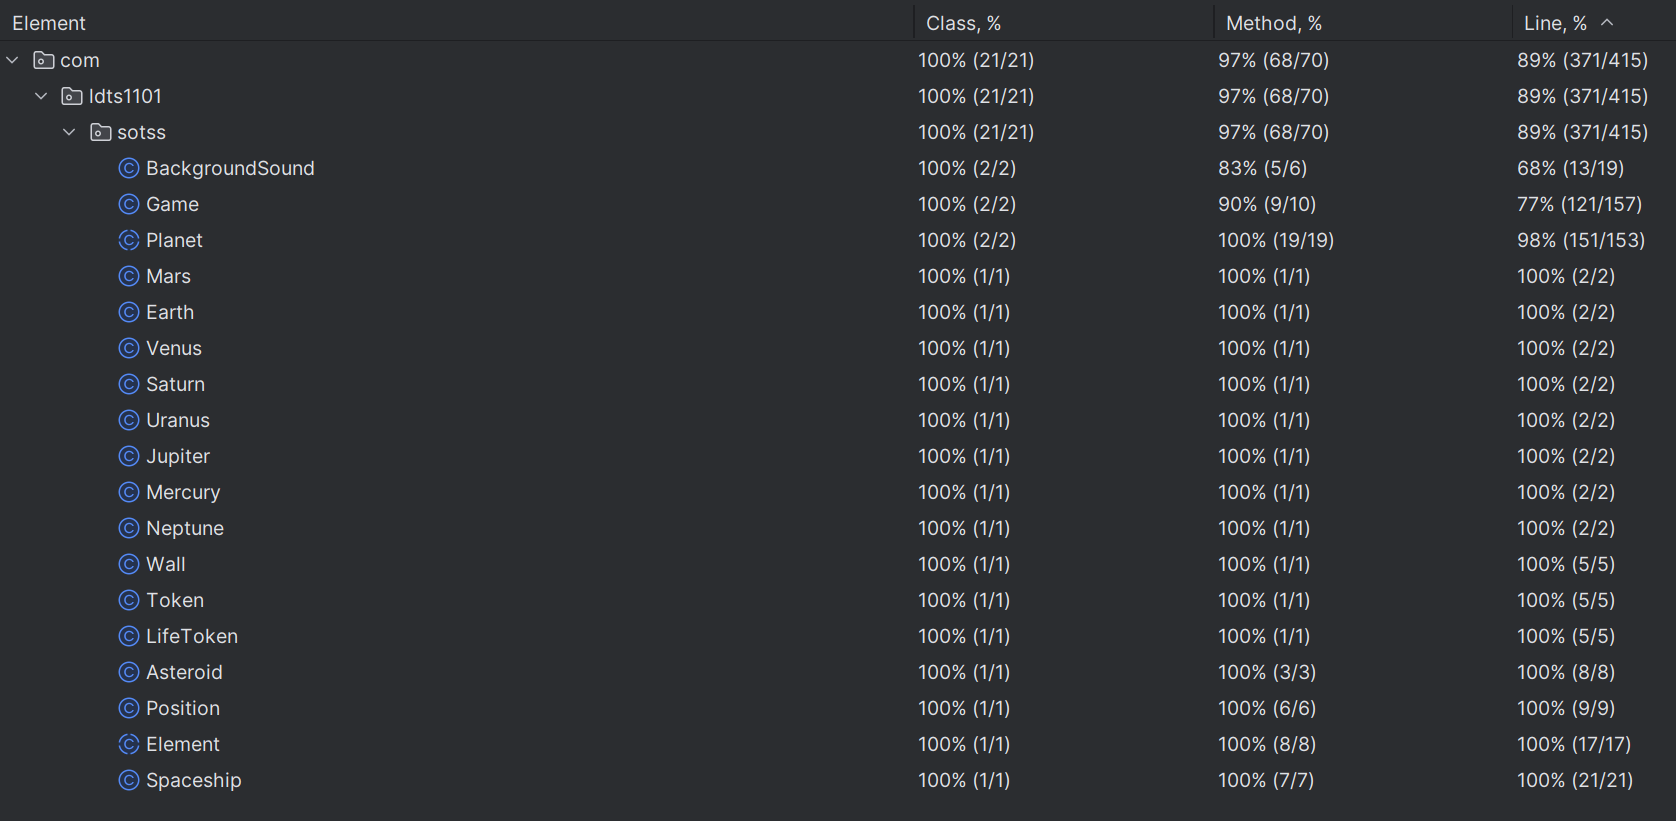 Element Class, % Method, % Line, %
com 100% (21/21) 97% (68/70) 89% (371/415)
ldts1101 100% (21/21) 97% (68/70) 89% (371/415)
sotss 100% (21/21) 97% (68/70) 89% (371/415)
BackgroundSound 100% (2/2) 83% (5/6) 68% (13/19)
Game 100% (2/2) 90% (9/10) 77% (121/157)
Planet 100% (2/2) 100% (19/19) 98% (151/153)
Mars 100% (1/1) 100% (1/1) 100% (2/2)
Earth 100% (1/1) 100% (1/1) 100% (2/2)
Venus 100% (1/1) 100% (1/1) 100% (2/2)
Saturn 100% (1/1) 100% (1/1) 100% (2/2)
Uranus 100% (1/1) 100% (1/1) 100% (2/2)
Jupiter 100% (1/1) 100% (1/1) 100% (2/2)
Mercury 100% (1/1) 100% (1/1) 100% (2/2)
Neptune 100% (1/1) 100% (1/1) 100% (2/2)
Wall 100% (1/1) 100% (1/1) 100% (5/5)
Token 100% (1/1) 100% (1/1) 100% (5/5)
LifeToken 100% (1/1) 100% (1/1) 100% (5/5)
Asteroid 100% (1/1) 100% (3/3) 100% (8/8)
Position 100% (1/1) 100% (6/6) 100% (9/9)
Element 100% (1/1) 100% (8/8) 100% (17/17)
Spaceship 100% (1/1) 100% (7/7) 100% (21/21)